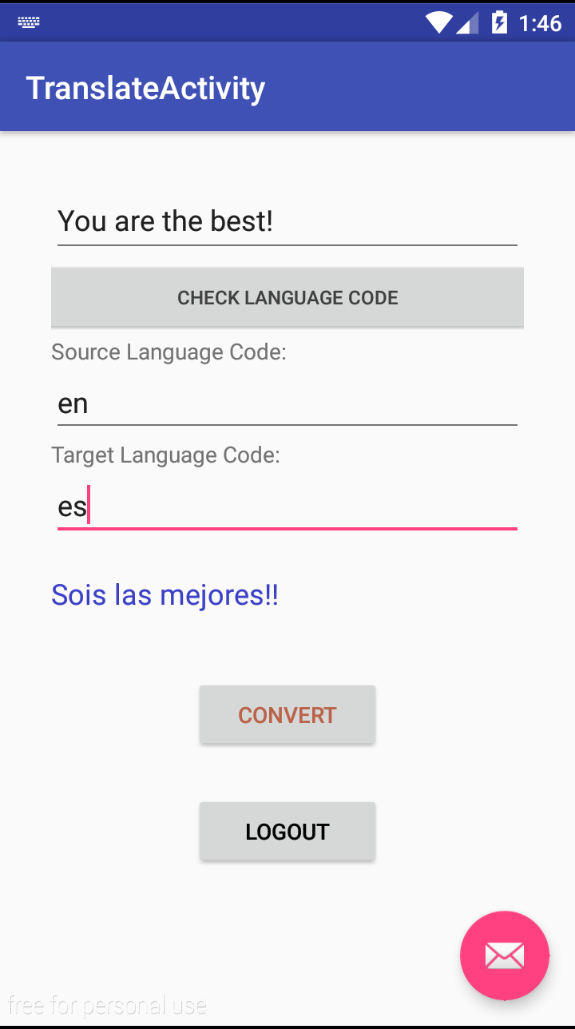 1:46
TranslateActivity
You are the best!
CHECK LANGUAGE CODE
Source Language Code:
en
Target Language Code:
es
Sois las mejores!!
CONVERT
LOGOUT
free for personal use